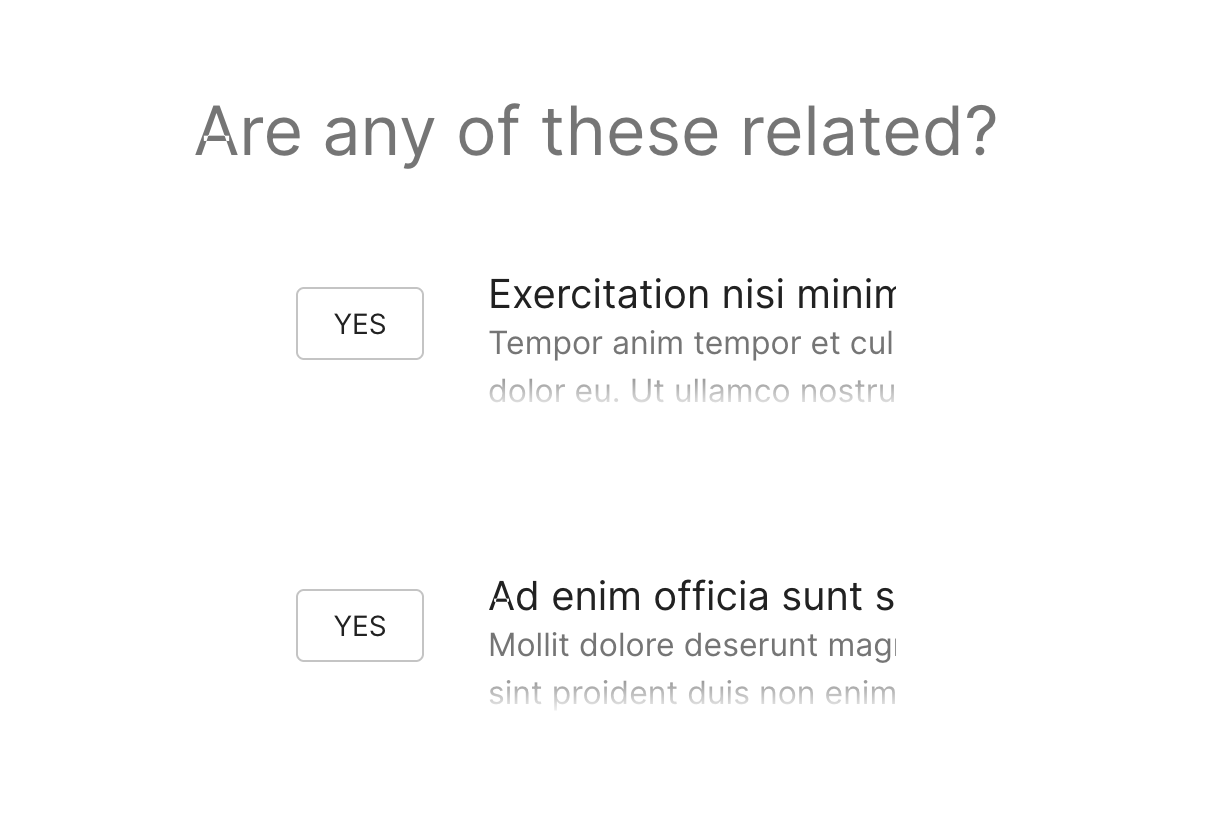 Are any of these related?
YES
Exercitation nisi minim
Tempor anim tempor et cul
dolor eu. Ut ullamco nostru
YES
Ad enim officia sunt s
Mollit dolore deserunt mag
sint proident duis non enim